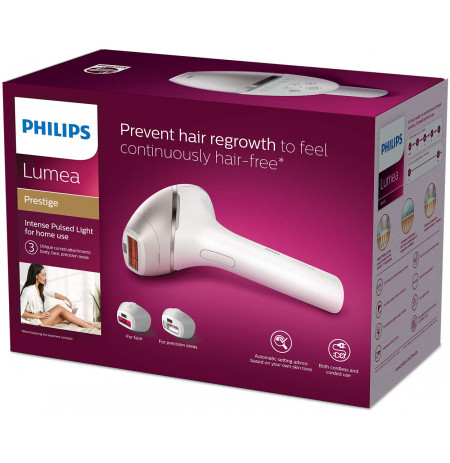 PHILIPS
PHILIPS
Lumea
Prestige
Intense Pulsed Light
for home use
3
Unique curved attachments
body, face, precision areas
Prevent hair regrowth to feel
continuously hair-free*
For face
For precision areas
Automatic setting advice
based on your own skin tone
Both cordless and
corded use
PHILIPS
Lumea